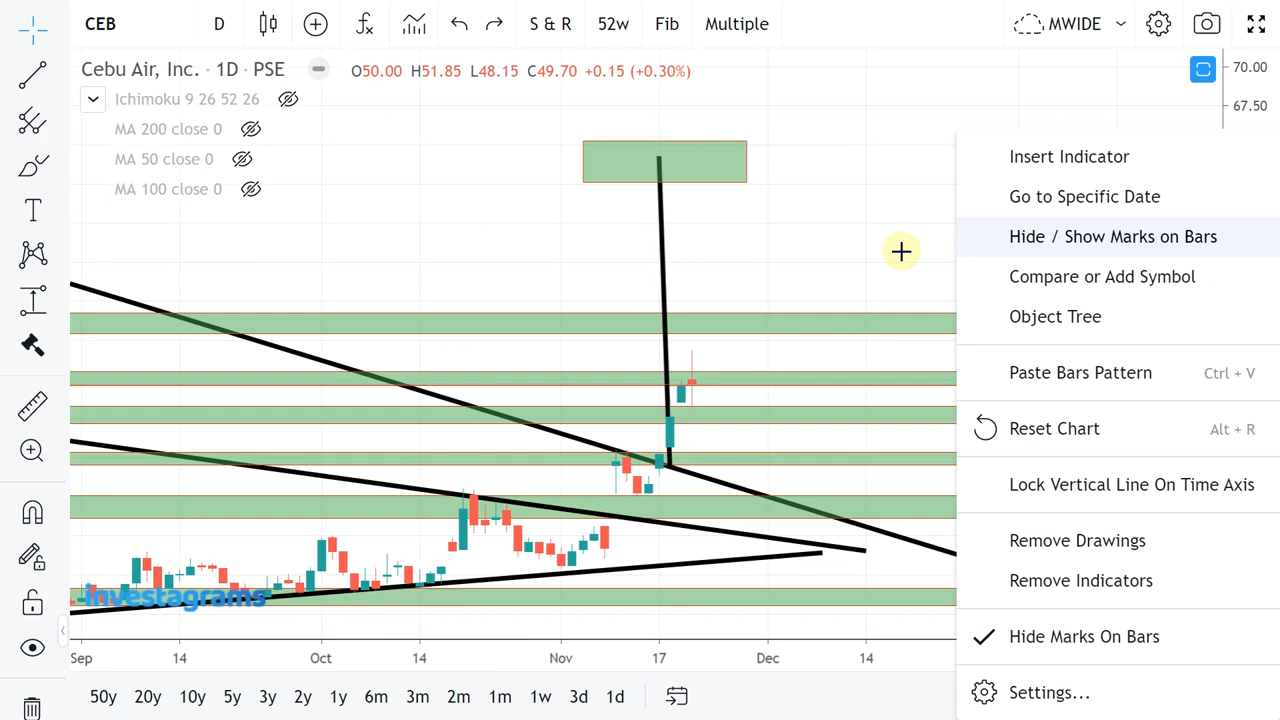 CEB D S & R 52w Fib Multiple MWIDE
Cebu Air, Inc. · 1D · PSE O50.00 H51.85 L48.15 C49.70 +0.15 (+0.30%)
70.00
67.50
Ichimoku 9 26 52 26
MA 200 close 0
MA 50 close 0
MA 100 close 0
Insert Indicator
Go to Specific Date
Hide / Show Marks on Bars
Compare or Add Symbol
Object Tree
Paste Bars Pattern Ctrl + V
Reset Chart Alt + R
Lock Vertical Line On Time Axis
Remove Drawings
Remove Indicators
Hide Marks On Bars
Settings...
Investagrams
Sep 14 Oct 14 Nov 17 Dec 14
50y 20y 10y 5y 3y 2y 1y 6m 3m 2m 1m 1w 3d 1d